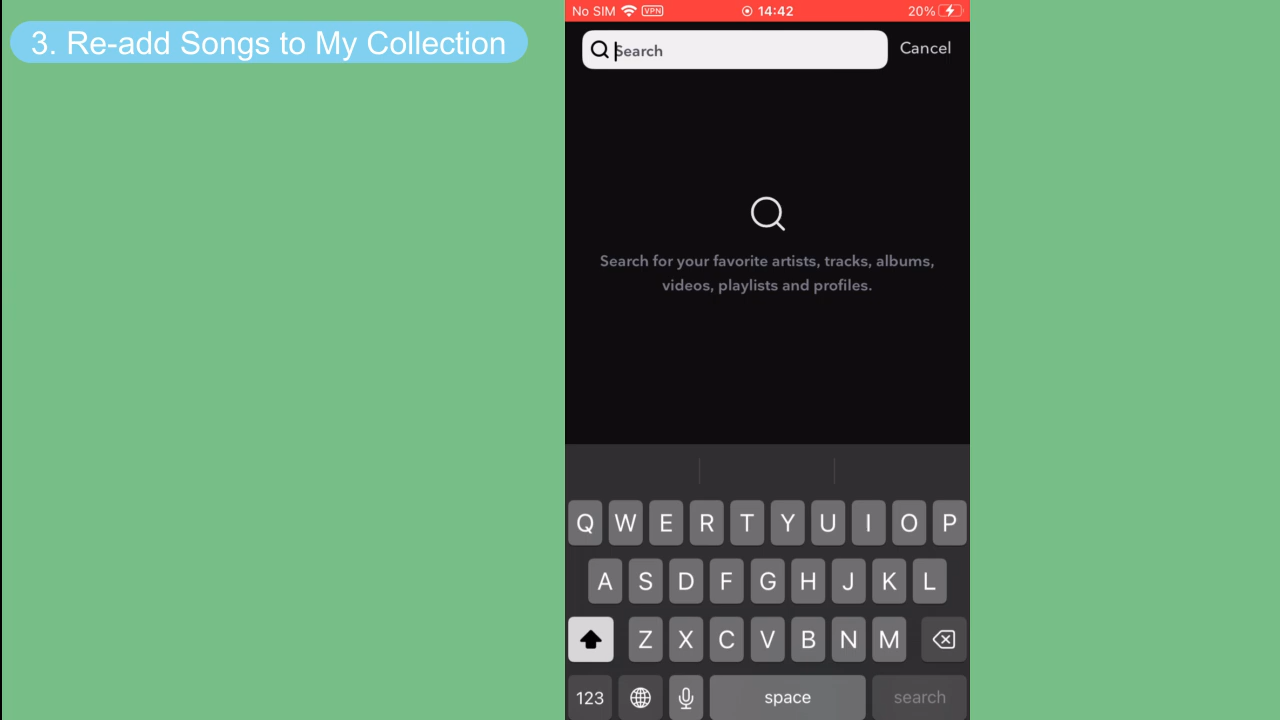 3. Re-add Songs to My Collection
No SIM VPN 14:42 20%
Search Cancel
Search for your favorite artists, tracks, albums,
videos, playlists and profiles.
Q W E R T Y U I O P
A S D F G H J K L
Z X C V B N M
123 space search